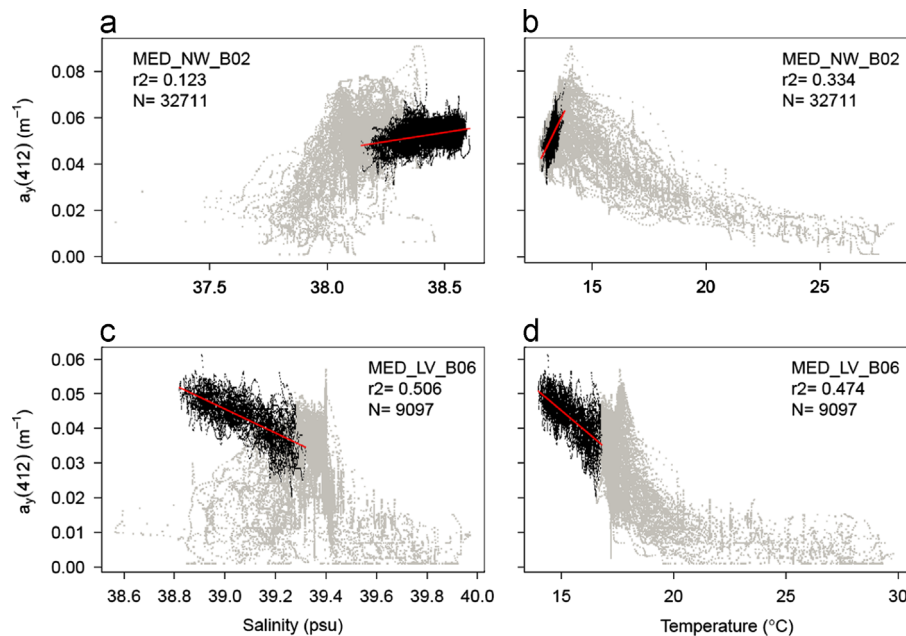 a
MED_NW_B02
r2= 0.123
N= 32711
aᵧ(412) (m⁻¹)
0.08
0.06
0.04
0.02
0.00
37.5 38.0 38.5
b
MED_NW_B02
r2= 0.334
N= 32711
15 20 25
c
MED_LV_B06
r2= 0.506
N= 9097
aᵧ(412) (m⁻¹)
0.06
0.05
0.04
0.03
0.02
0.01
0.00
38.6 38.8 39.0 39.2 39.4 39.6 39.8 40.0
Salinity (psu)
d
MED_LV_B06
r2= 0.474
N= 9097
15 20 25 30
Temperature (°C)